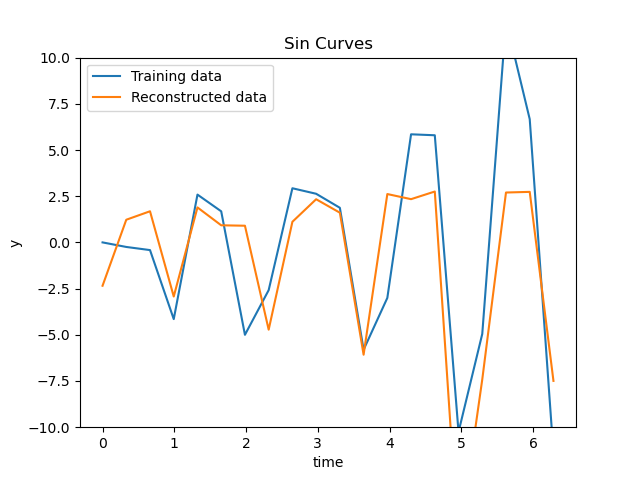 Sin Curves
Training data
Reconstructed data
10.0
7.5
5.0
2.5
0.0
−2.5
−5.0
−7.5
−10.0
y
0 1 2 3 4 5 6
time